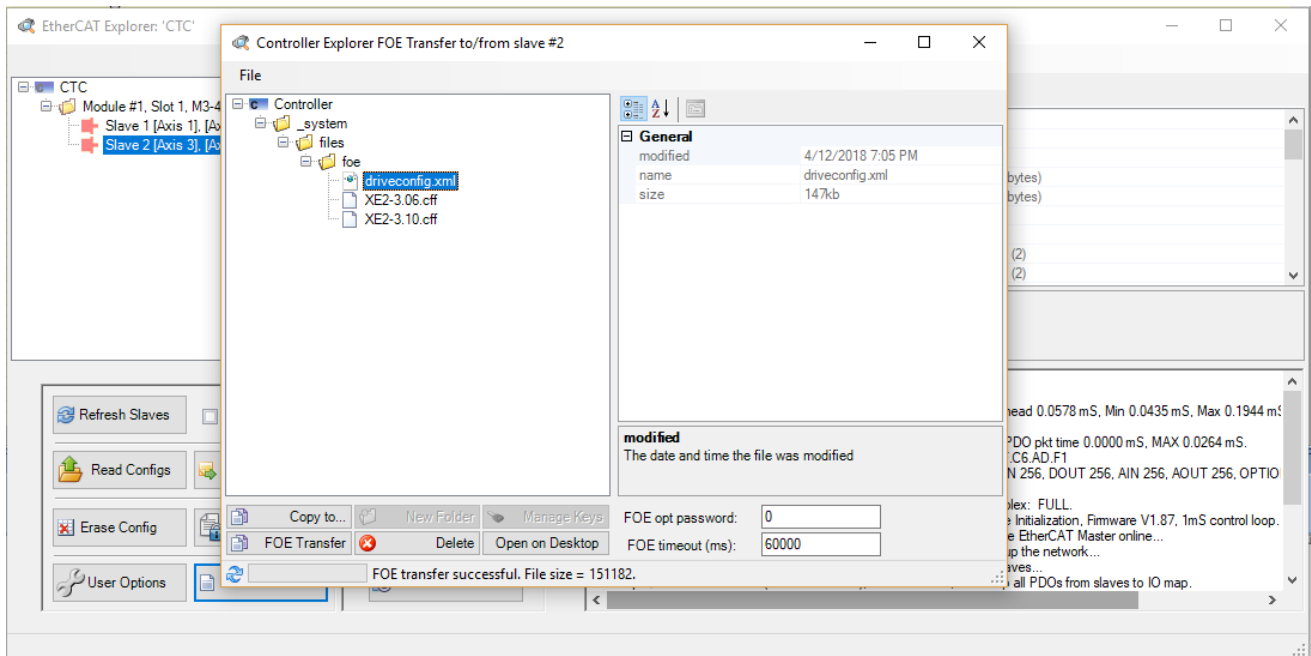 EtherCAT Explorer: 'CTC'
CTC
Module #1, Slot 1, M3-4
Slave 1 [Axis 1], [Ax
Slave 2 [Axis 3], [Ax
Controller Explorer FOE Transfer to/from slave #2
File
Controller
_system
files
foe
driveconfig.xml
XE2-3.06.cff
XE2-3.10.cff
General
modified 4/12/2018 7:05 PM
name driveconfig.xml
size 147kb
modified
The date and time the file was modified
Copy to... New Folder Manage Keys
FOE Transfer Delete Open on Desktop
FOE opt password: 0
FOE timeout (ms): 60000
FOE transfer successful. File size = 151182.
bytes)
bytes)
(2)
(2)
Refresh Slaves
Read Configs
Erase Config
User Options
ead 0.0578 mS, Min 0.0435 mS, Max 0.1944 mS
PDO pkt time 0.0000 mS, MAX 0.0264 mS.
.C6.AD.F1
N 256, DOUT 256, AIN 256, AOUT 256, OPTIO
plex: FULL.
e Initialization, Firmware V1.87, 1mS control loop.
e EtherCAT Master online...
up the network...
aves...
all PDOs from slaves to IO map.